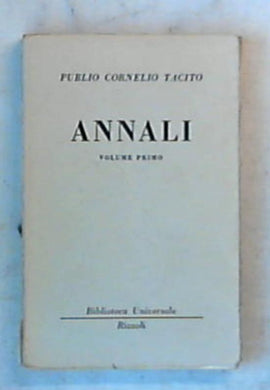 PUBLIO CORNELIO TACITO
ANNALI
VOLUME PRIMO
Biblioteca Universale
Rizzoli